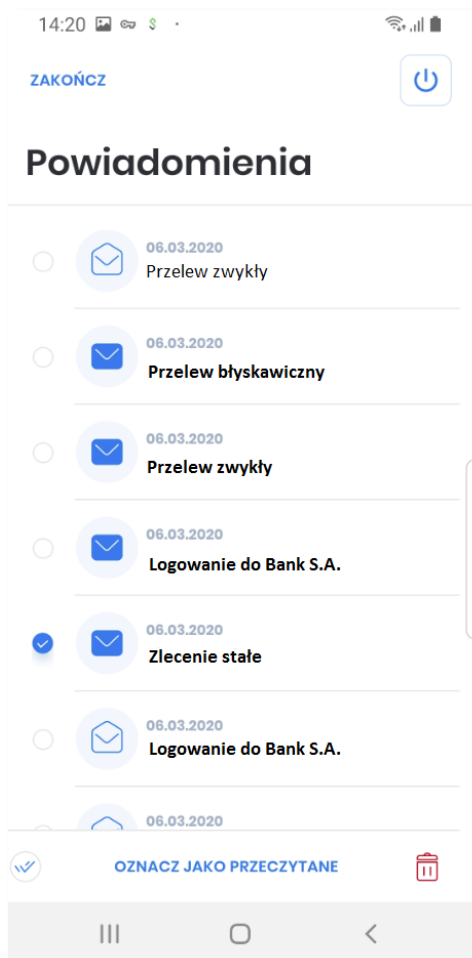 14:20
ZAKOŃCZ
Powiadomienia
06.03.2020
Przelew zwykły
06.03.2020
Przelew błyskawiczny
06.03.2020
Przelew zwykły
06.03.2020
Logowanie do Bank S.A.
06.03.2020
Zlecenie stałe
06.03.2020
Logowanie do Bank S.A.
06.03.2020
OZNACZ JAKO PRZECZYTANE